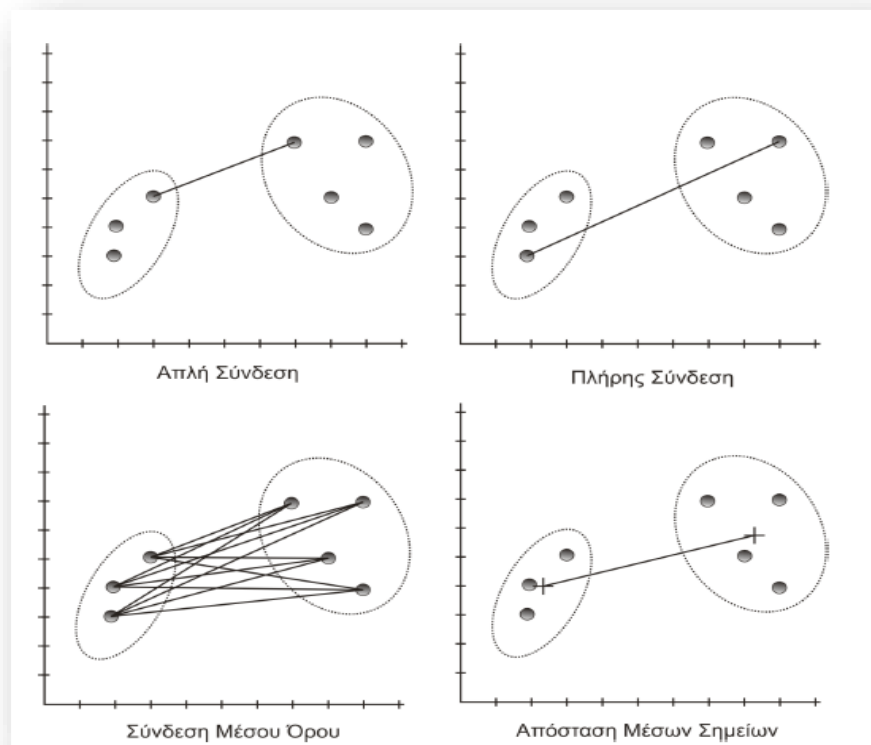 Απλή Σύνδεση
Πλήρης Σύνδεση
Σύνδεση Μέσου Όρου
Απόσταση Μέσων Σημείων